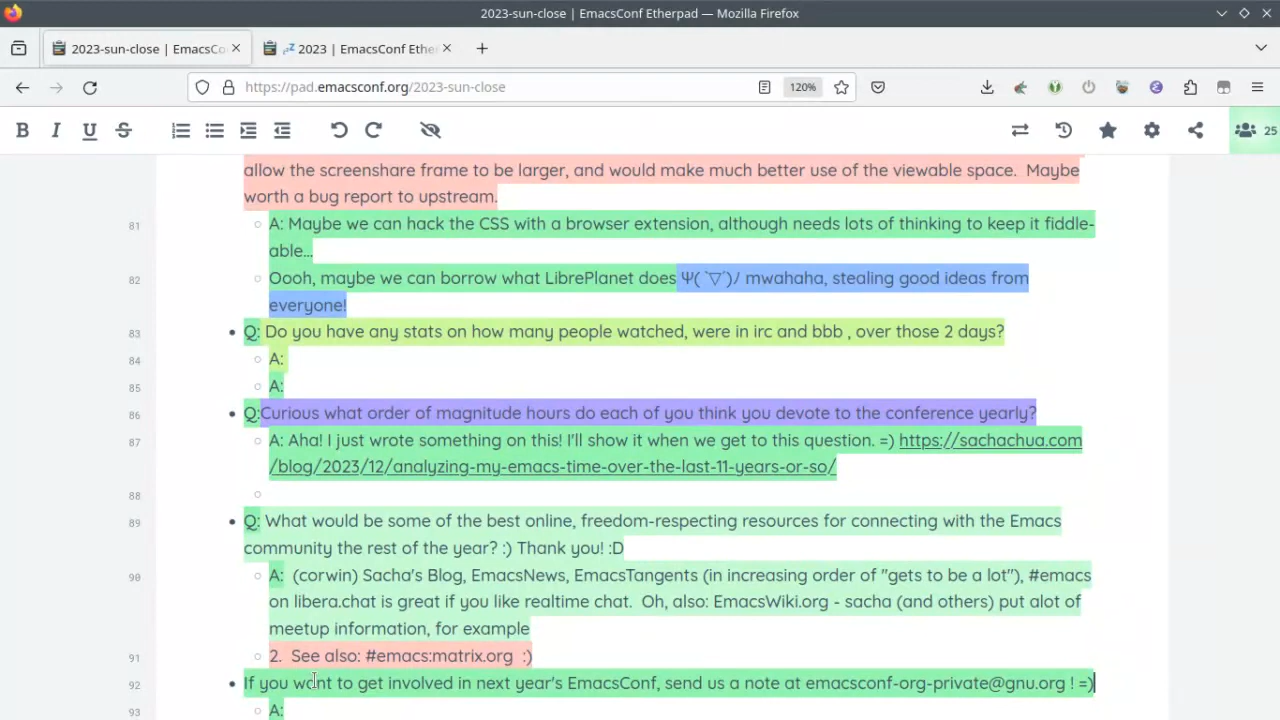 2023-sun-close | EmacsConf Etherpad — Mozilla Firefox
2023-sun-close | EmacsCo
💤 2023 | EmacsConf Ether
https://pad.emacsconf.org/2023-sun-close
120%
B I U S
25
allow the screenshare frame to be larger, and would make much better use of the viewable space.  Maybe
worth a bug report to upstream.
81 A: Maybe we can hack the CSS with a browser extension, although needs lots of thinking to keep it fiddle-
able...
82 Oooh, maybe we can borrow what LibrePlanet does Ψ( `▽´)ﾉ mwahaha, stealing good ideas from
everyone!
83 Q: Do you have any stats on how many people watched, were in irc and bbb , over those 2 days?
84 A:
85 A:
86 Q:Curious what order of magnitude hours do each of you think you devote to the conference yearly?
87 A: Aha! I just wrote something on this! I'll show it when we get to this question. =) https://sachachua.com
/blog/2023/12/analyzing-my-emacs-time-over-the-last-11-years-or-so/
88
89 Q: What would be some of the best online, freedom-respecting resources for connecting with the Emacs
community the rest of the year? :) Thank you! :D
90 A:  (corwin) Sacha's Blog, EmacsNews, EmacsTangents (in increasing order of "gets to be a lot"), #emacs
on libera.chat is great if you like realtime chat.  Oh, also: EmacsWiki.org - sacha (and others) put alot of
meetup information, for example
91 2.  See also: #emacs:matrix.org  :)
92 If you want to get involved in next year's EmacsConf, send us a note at emacsconf-org-private@gnu.org ! =)
93 A: